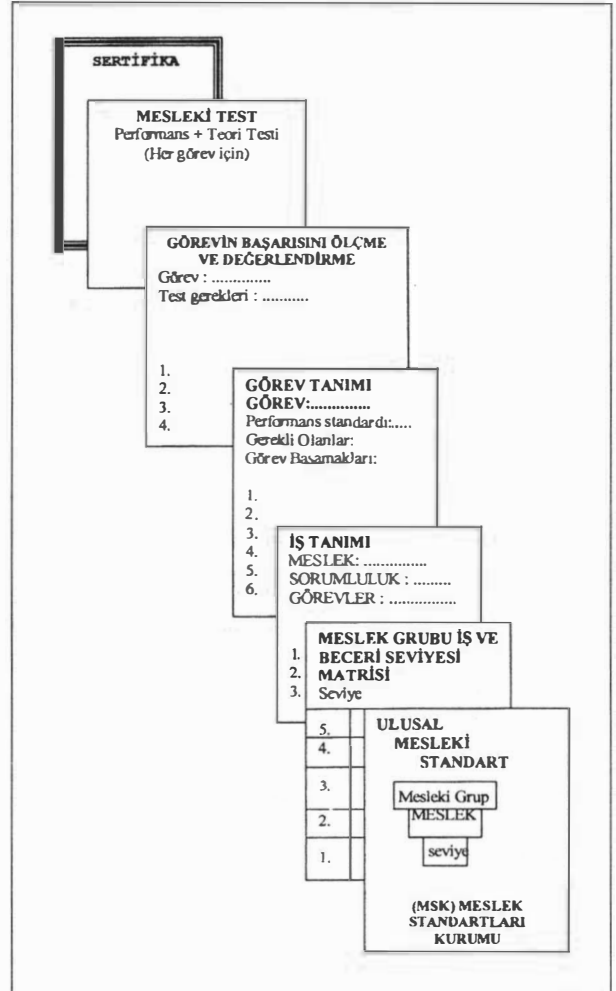 SERTİFİKA
MESLEKİ TEST
Performans + Teori Testi
(Her görev için)
GÖREVİN BAŞARISINI ÖLÇME
VE DEĞERLENDİRME
Görev : ..............
Test gerekleri : ...........
1.
2.
3.
4.
GÖREV TANIMI
GÖREV:..............
Performans standardı:.....
Gerekli Olanlar:
Görev Basamakları:
1.
2.
3.
4.
5.
6.
İŞ TANIMI
MESLEK: ...............
SORUMLULUK : .........
GÖREVLER : ................
1.
2.
3.
MESLEK GRUBU İŞ VE
BECERİ SEVİYESİ
MATRİSİ
Seviye
5.
4.
3.
2.
1.
ULUSAL
MESLEKİ
STANDART
Mesleki Grup
MESLEK
seviye
(MSK) MESLEK
STANDARTLARI
KURUMU